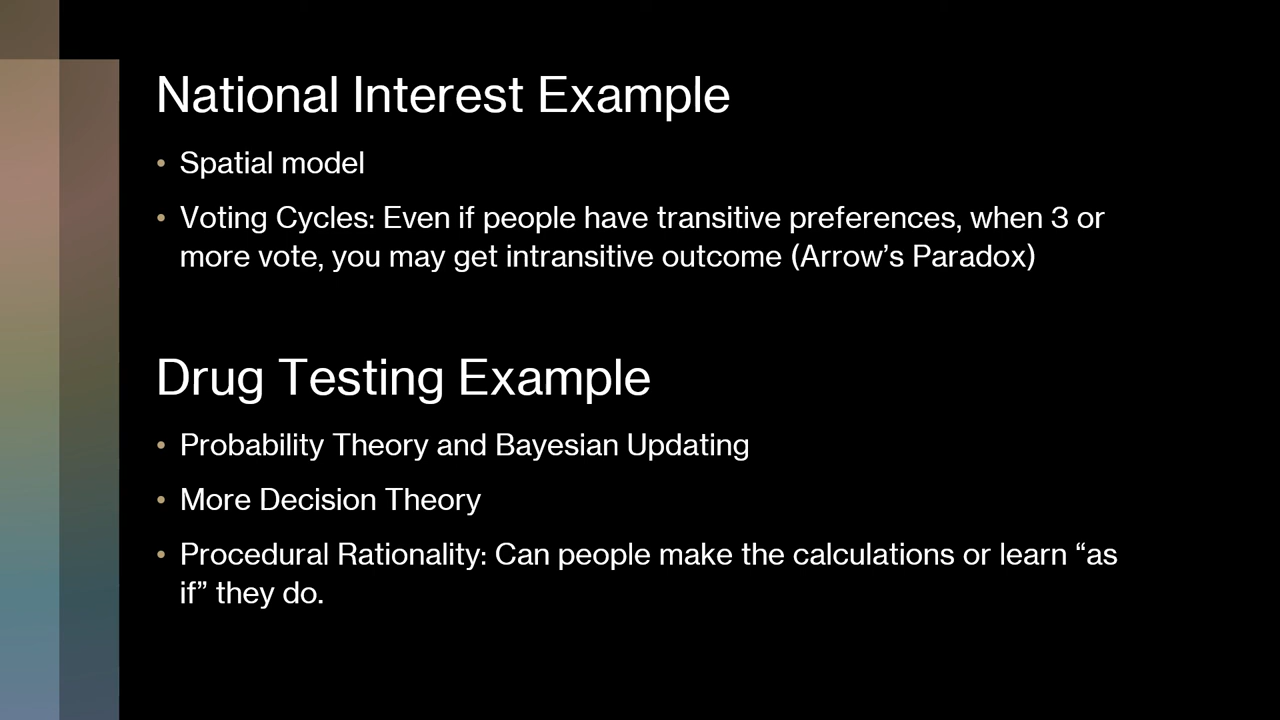 National Interest Example
• Spatial model
• Voting Cycles: Even if people have transitive preferences, when 3 or
more vote, you may get intransitive outcome (Arrow’s Paradox)
Drug Testing Example
• Probability Theory and Bayesian Updating
• More Decision Theory
• Procedural Rationality: Can people make the calculations or learn “as
if” they do.